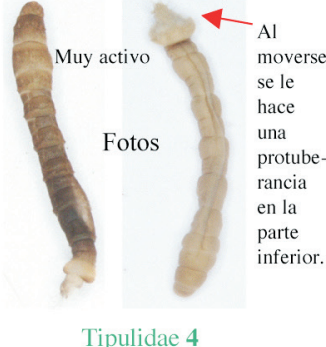 Muy activo
Fotos
Al
moverse
se le
hace
una
protube-
rancia
en la
parte
inferior.
Tipulidae 4